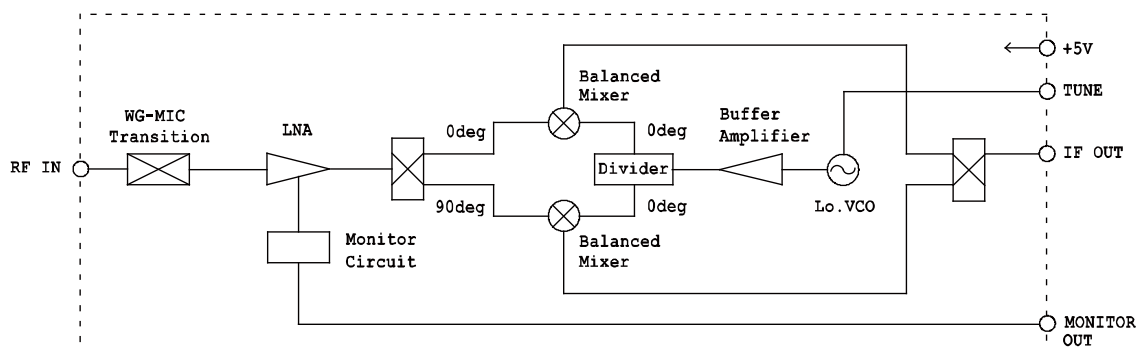 +5V
TUNE
Balanced
Mixer
WG-MIC
Transition
LNA
0deg
0deg
Buffer
Amplifier
RF IN
Divider
IF OUT
90deg
0deg
Lo.VCO
Monitor
Circuit
Balanced
Mixer
MONITOR
OUT